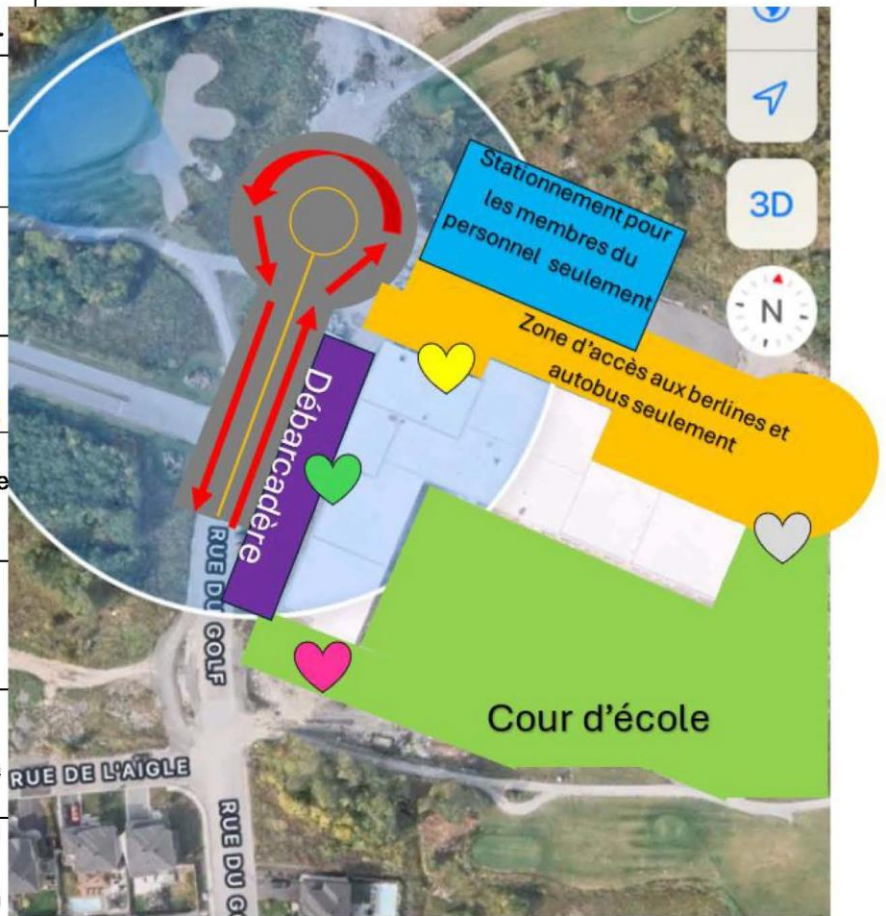 Stationnement pour
les membres du
personnel seulement
3D
N
Zone d'accès aux berlines et
autobus seulement
Débarcadère
e
RUE DU GOLF
Cour d'école
RUE DE L'AIGLE
RUE DU GO